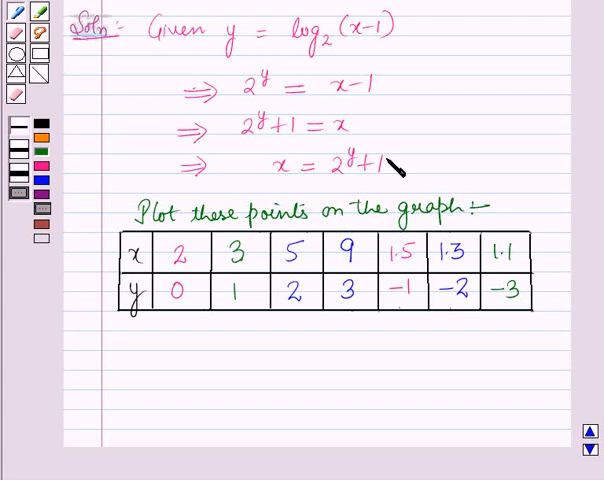 Soln:- Given y = log₂(x-1)
⇒ 2^y = x-1
⇒ 2^y+1 = x
⇒ x = 2^y+1
Plot these points on the graph:-
x 2 3 5 9 1.5 1.3 1.1
y 0 1 2 3 -1 -2 -3